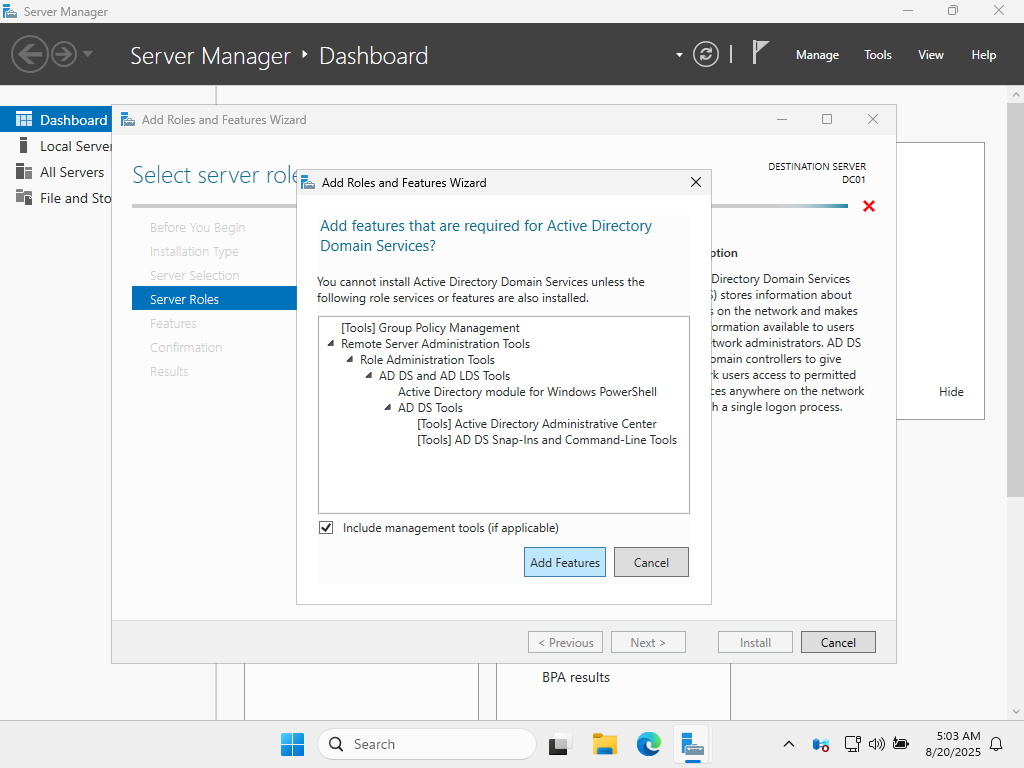 Server Manager
Server Manager ‣ Dashboard
Manage
Tools
View
Help
Dashboard
Local Server
All Servers
File and Sto
Add Roles and Features Wizard
Select server role
DESTINATION SERVER
DC01
Before You Begin
Installation Type
Server Selection
Server Roles
Features
Confirmation
Results
Add Roles and Features Wizard
Add features that are required for Active Directory
Domain Services?
You cannot install Active Directory Domain Services unless the
following role services or features are also installed.
[Tools] Group Policy Management
Remote Server Administration Tools
Role Administration Tools
AD DS and AD LDS Tools
Active Directory module for Windows PowerShell
AD DS Tools
[Tools] Active Directory Administrative Center
[Tools] AD DS Snap-Ins and Command-Line Tools
Include management tools (if applicable)
Add Features
Cancel
ption
Directory Domain Services
) stores information about
s on the network and makes
ormation available to users
twork administrators. AD DS
omain controllers to give
rk users access to permitted
ces anywhere on the network
h a single logon process.
Hide
< Previous
Next >
Install
Cancel
BPA results
Search
5:03 AM
8/20/2025